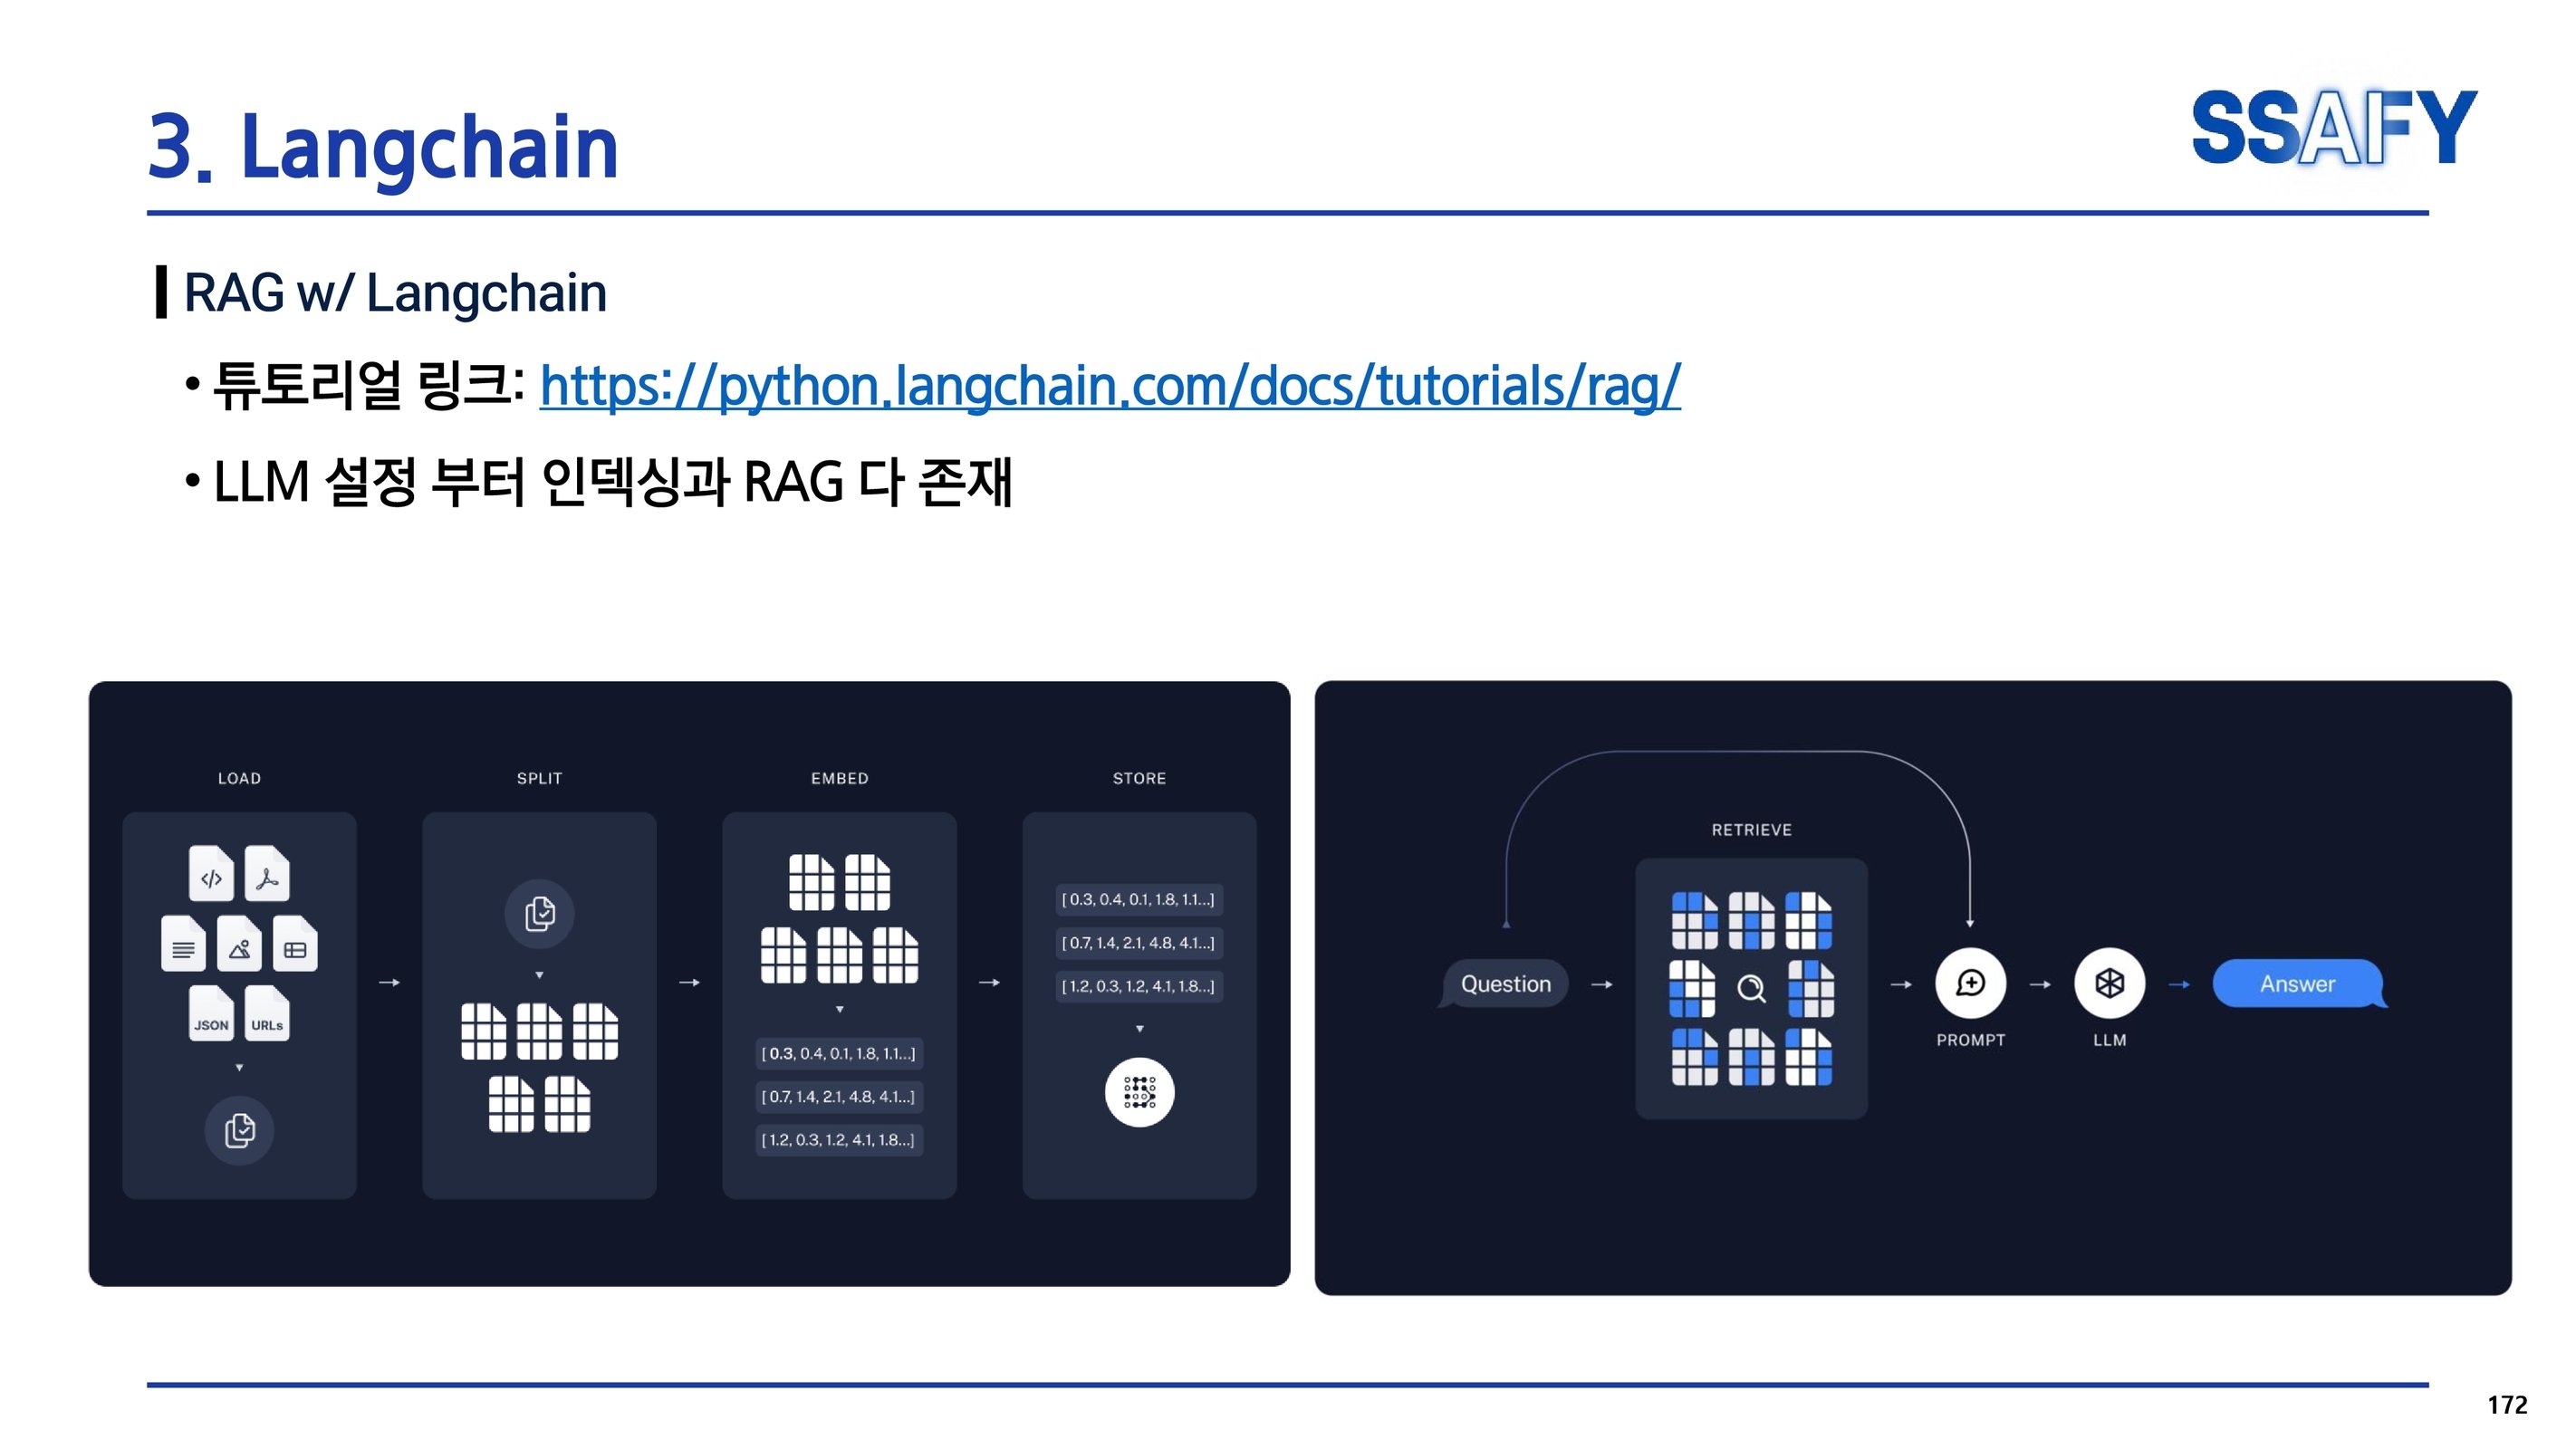 3. Langchain
SSAFY
RAG w/ Langchain
• 튜토리얼 링크: https://python.langchain.com/docs/tutorials/rag/
• LLM 설정 부터 인덱싱과 RAG 다 존재
LOAD
SPLIT
EMBED
STORE
</>
JSON
URLs
[ 0.3, 0.4, 0.1, 1.8, 1.1...]
[ 0.7, 1.4, 2.1, 4.8, 4.1...]
[ 1.2, 0.3, 1.2, 4.1, 1.8...]
[ 0.3, 0.4, 0.1, 1.8, 1.1...]
[ 0.7, 1.4, 2.1, 4.8, 4.1...]
[ 1.2, 0.3, 1.2, 4.1, 1.8...]
Question
RETRIEVE
PROMPT
LLM
Answer
172